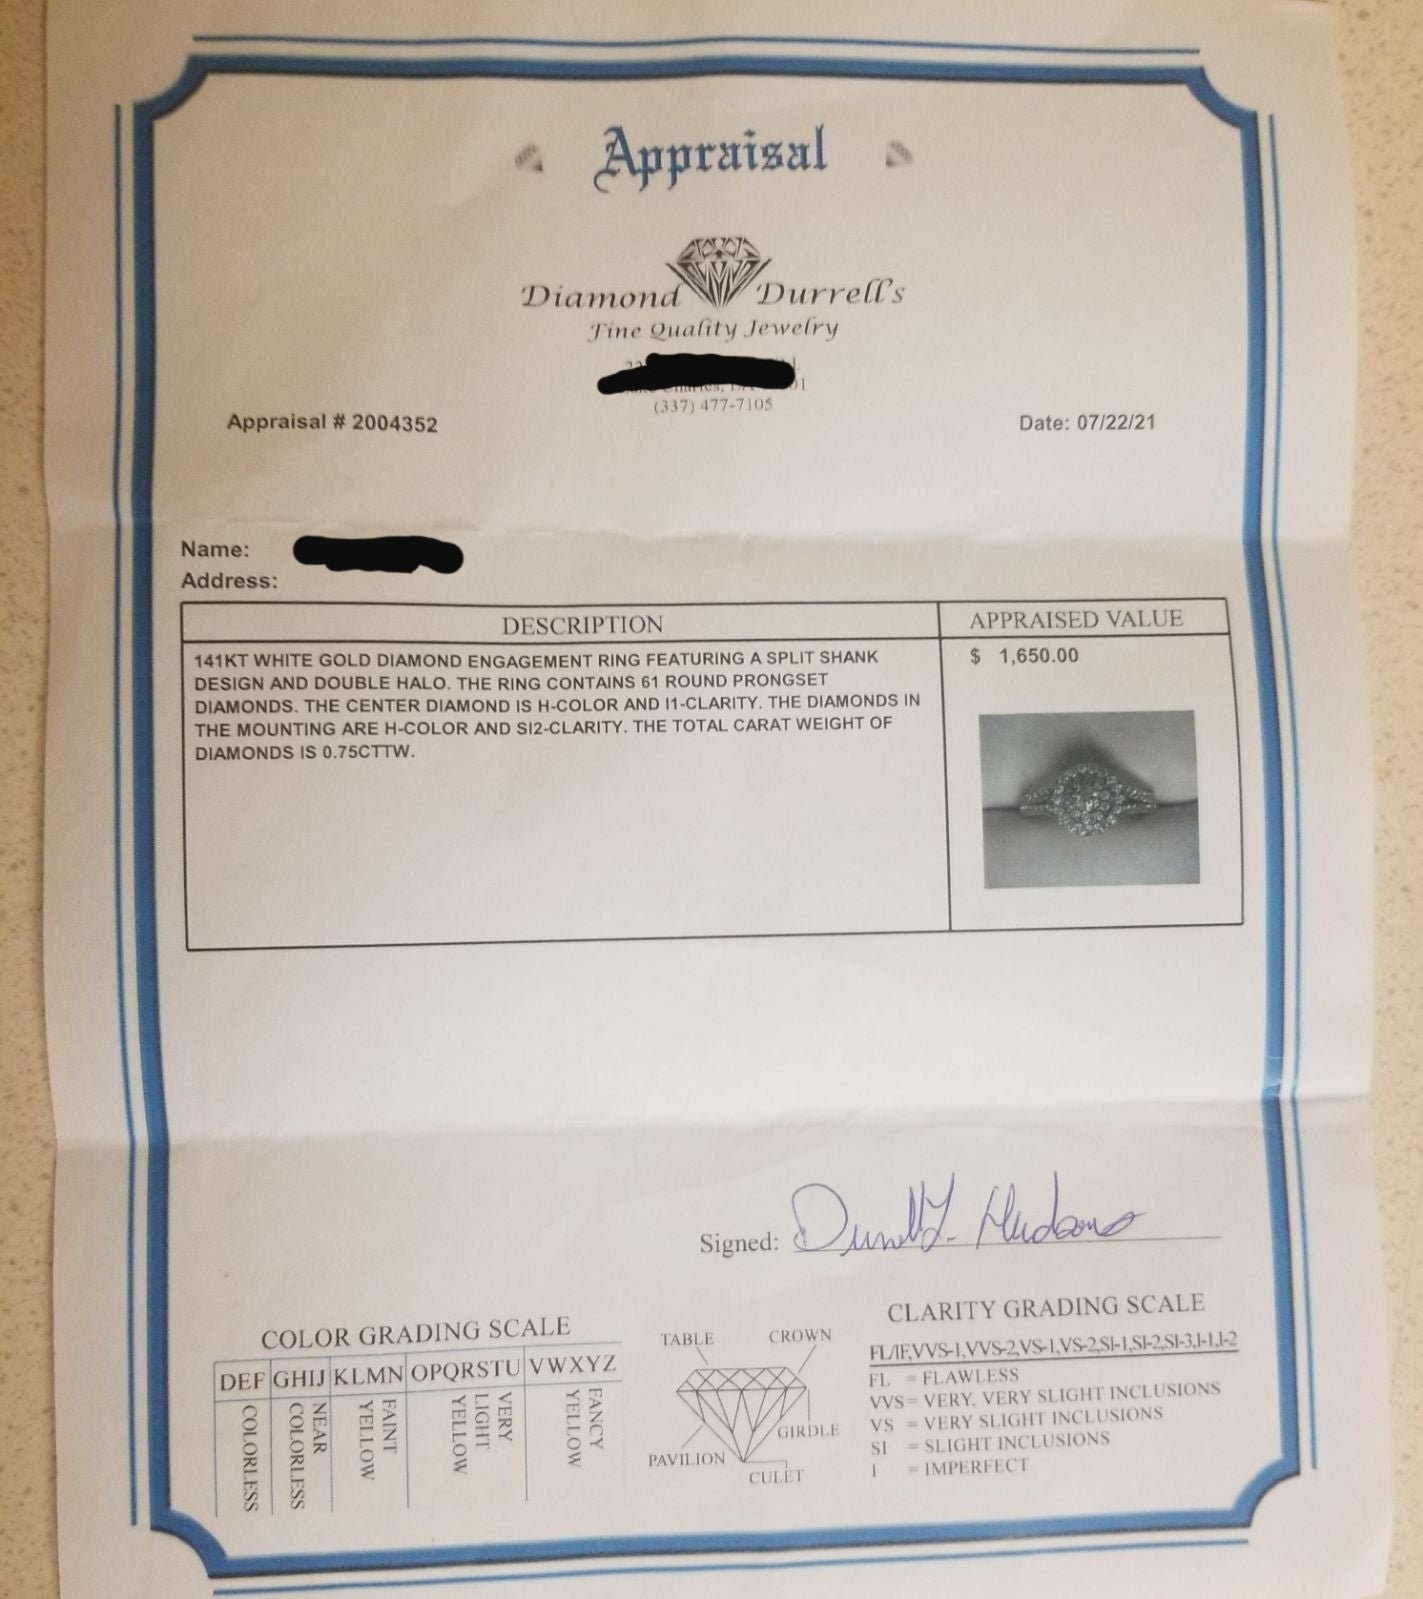 Appraisal
Diamond Durrell's
Fine Quality Jewelry
(337) 477-7105
Appraisal # 2004352
Date: 07/22/21
Name:
Address:
DESCRIPTION
APPRAISED VALUE
141KT WHITE GOLD DIAMOND ENGAGEMENT RING FEATURING A SPLIT SHANK
DESIGN AND DOUBLE HALO. THE RING CONTAINS 61 ROUND PRONGSET
DIAMONDS. THE CENTER DIAMOND IS H-COLOR AND I1-CLARITY. THE DIAMONDS IN
THE MOUNTING ARE H-COLOR AND SI2-CLARITY. THE TOTAL CARAT WEIGHT OF
DIAMONDS IS 0.75CTTW.
$ 1,650.00
Signed:
COLOR GRADING SCALE
DEF GHIJ KLMN OPQRSTU VWXYZ
COLORLESS
NEAR
COLORLESS
FAINT
YELLOW
VERY
LIGHT
YELLOW
FANCY
YELLOW
TABLE
CROWN
GIRDLE
PAVILION
CULET
CLARITY GRADING SCALE
FL/IF,VVS-1,VVS-2,VS-1,VS-2,SI-1,SI-2,SI-3,I-1,I-2
FL = FLAWLESS
VVS= VERY, VERY SLIGHT INCLUSIONS
VS = VERY SLIGHT INCLUSIONS
SI = SLIGHT INCLUSIONS
I = IMPERFECT